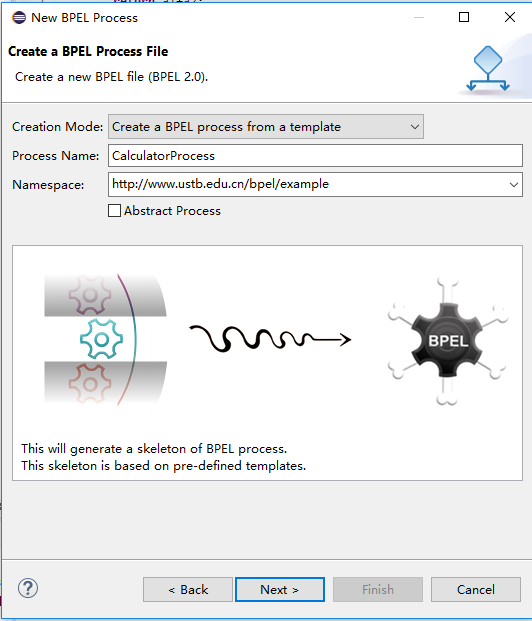 New BPEL Process
Create a BPEL Process File
Create a new BPEL file (BPEL 2.0).
Creation Mode: Create a BPEL process from a template
Process Name: CalculatorProcess
Namespace: http://www.ustb.edu.cn/bpel/example
Abstract Process
BPEL
This will generate a skeleton of BPEL process.
This skeleton is based on pre-defined templates.
? < Back Next > Finish Cancel